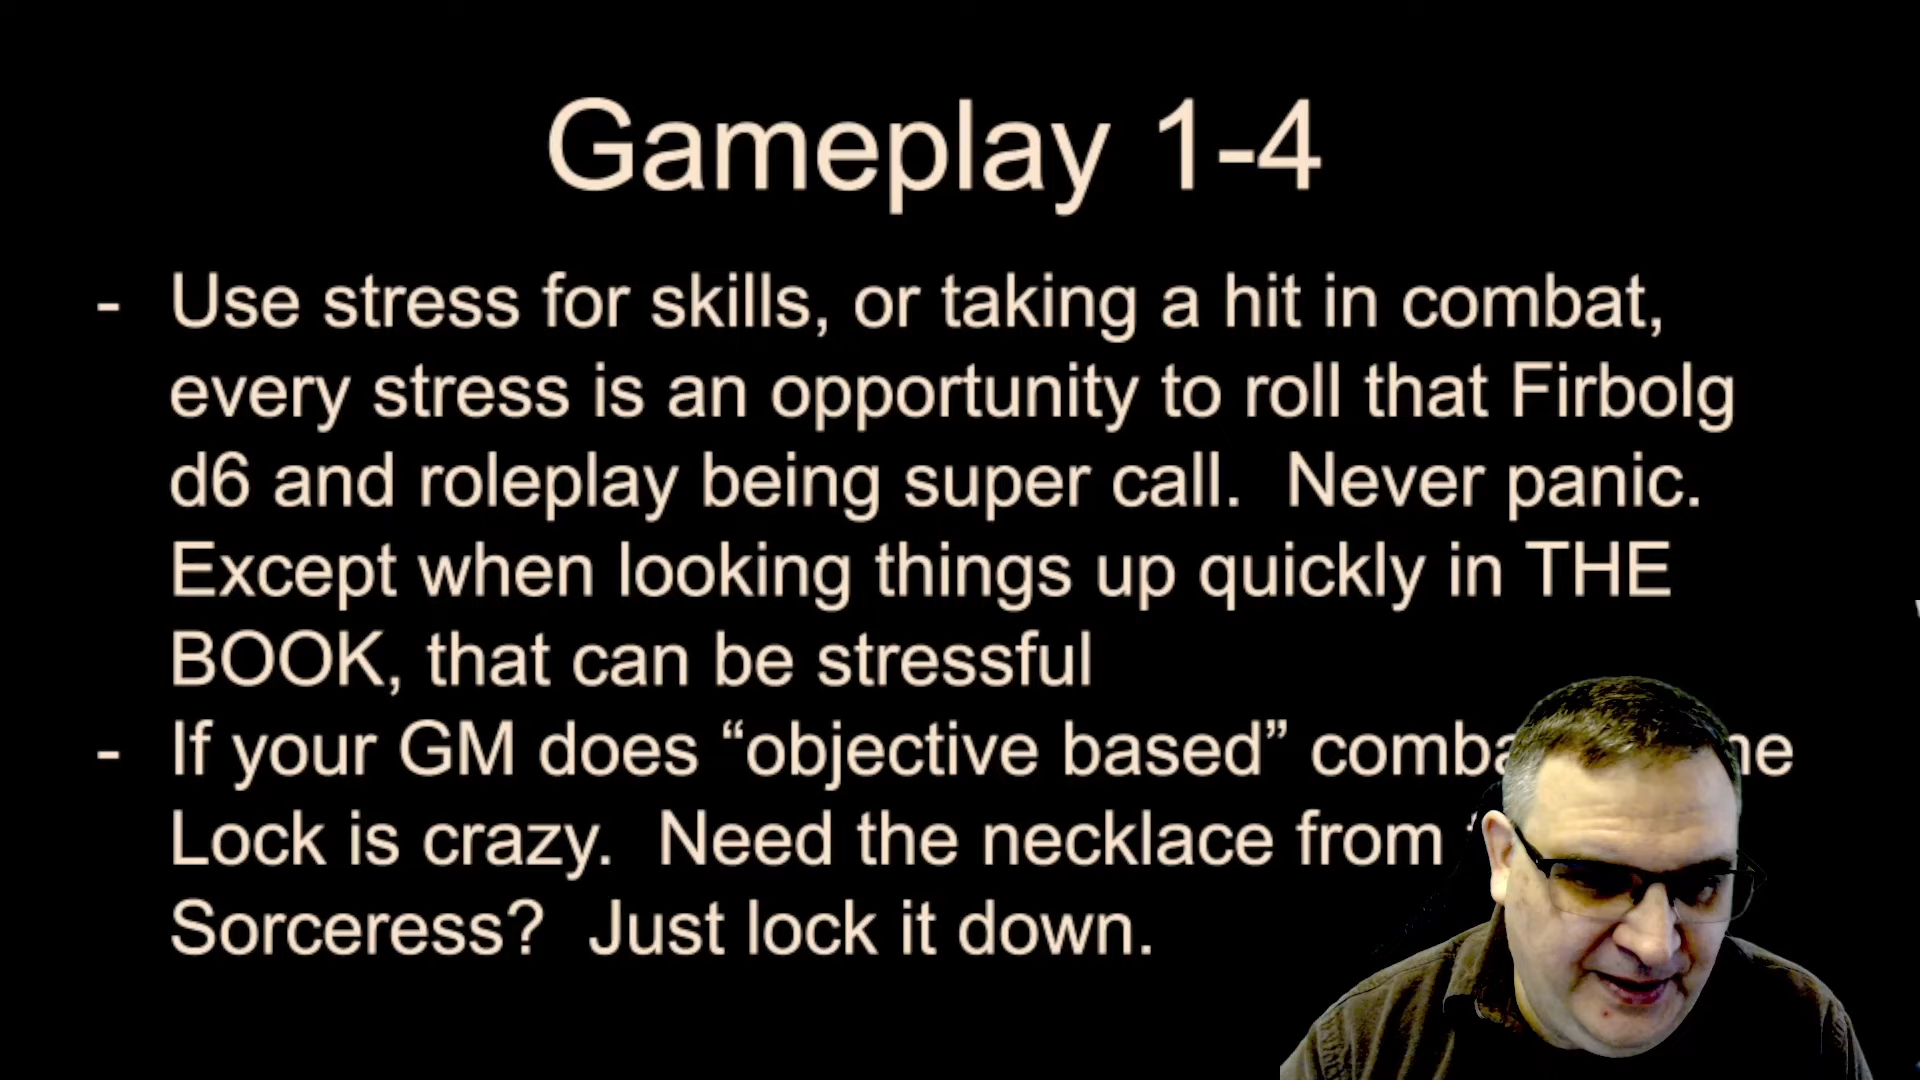 Gameplay 1-4
- Use stress for skills, or taking a hit in combat,
every stress is an opportunity to roll that Firbolg
d6 and roleplay being super call. Never panic.
Except when looking things up quickly in THE
BOOK, that can be stressful
- If your GM does “objective based”
Lock is crazy. Need the necklace from
Sorceress? Just lock it down.